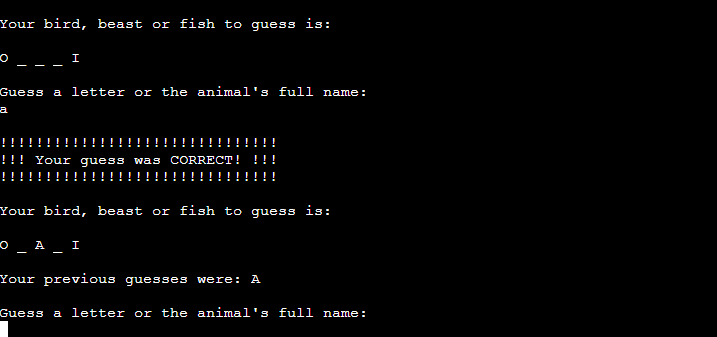 Your bird, beast or fish to guess is:
O _ _ _ I
Guess a letter or the animal's full name:
a
!!!!!!!!!!!!!!!!!!!!!!!!!!!!!!!
!!! Your guess was CORRECT! !!!
!!!!!!!!!!!!!!!!!!!!!!!!!!!!!!!
Your bird, beast or fish to guess is:
O _ A _ I
Your previous guesses were: A
Guess a letter or the animal's full name: